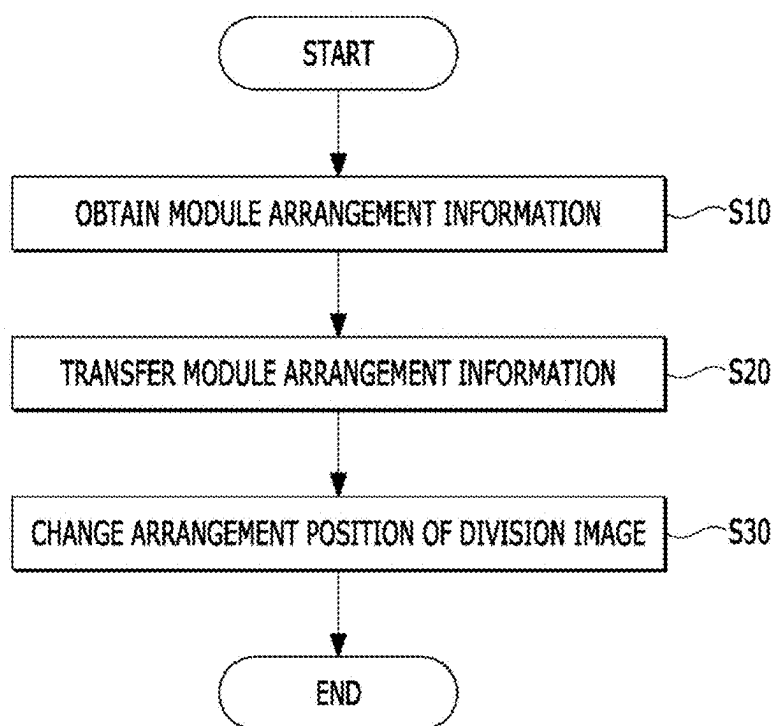 START
OBTAIN MODULE ARRANGEMENT INFORMATION
S10
TRANSFER MODULE ARRANGEMENT INFORMATION
S20
CHANGE ARRANGEMENT POSITION OF DIVISION IMAGE
S30
END